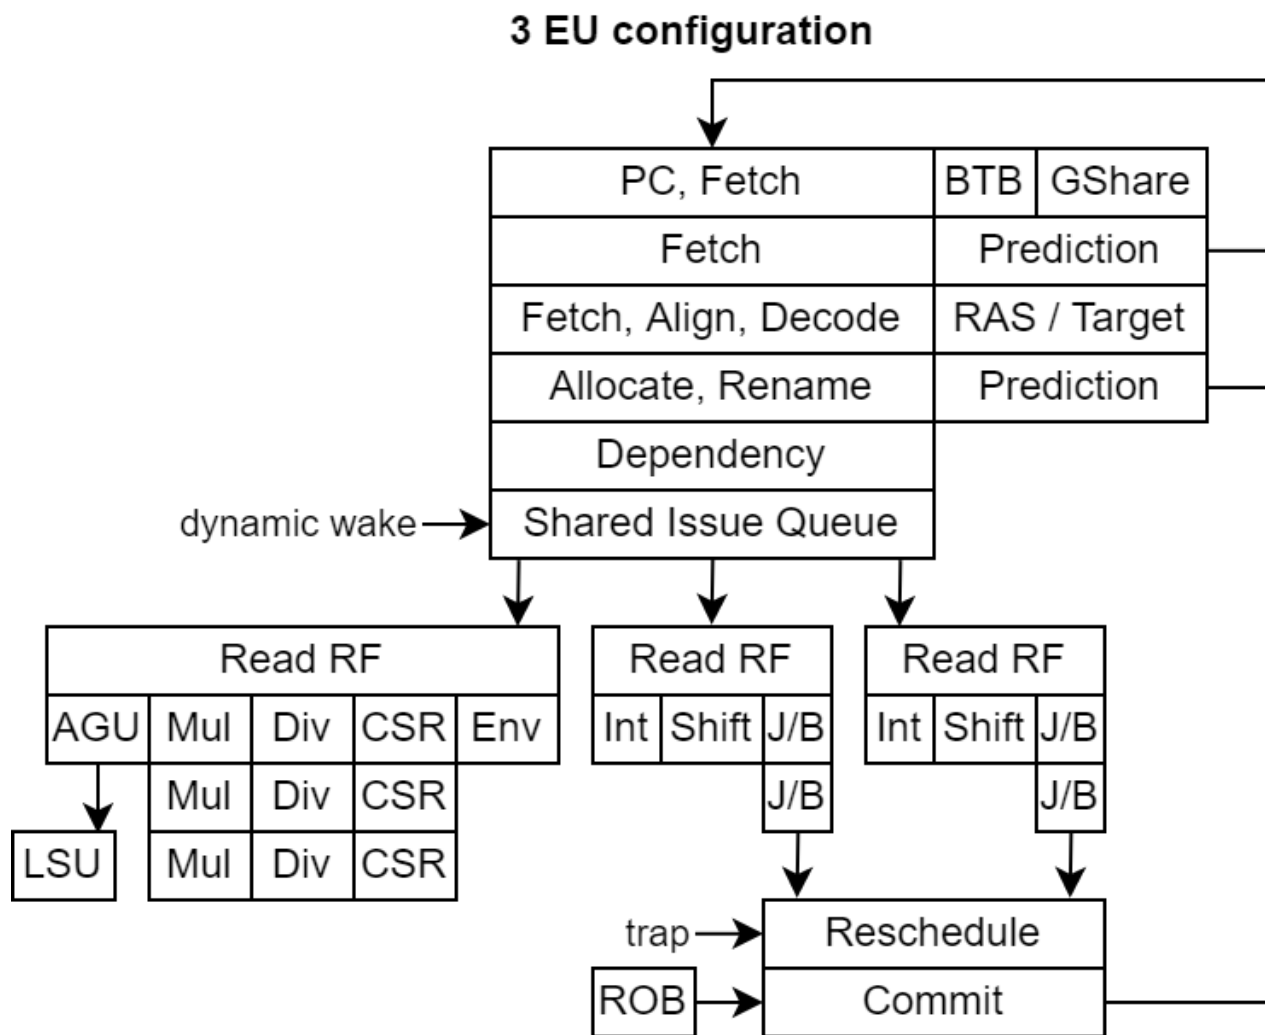 3 EU configuration
PC, Fetch BTB GShare
Fetch Prediction
Fetch, Align, Decode RAS / Target
Allocate, Rename Prediction
Dependency
dynamic wake Shared Issue Queue
Read RF Read RF Read RF
AGU Mul Div CSR Env Int Shift J/B Int Shift J/B
Mul Div CSR J/B J/B
LSU Mul Div CSR
trap Reschedule
ROB Commit